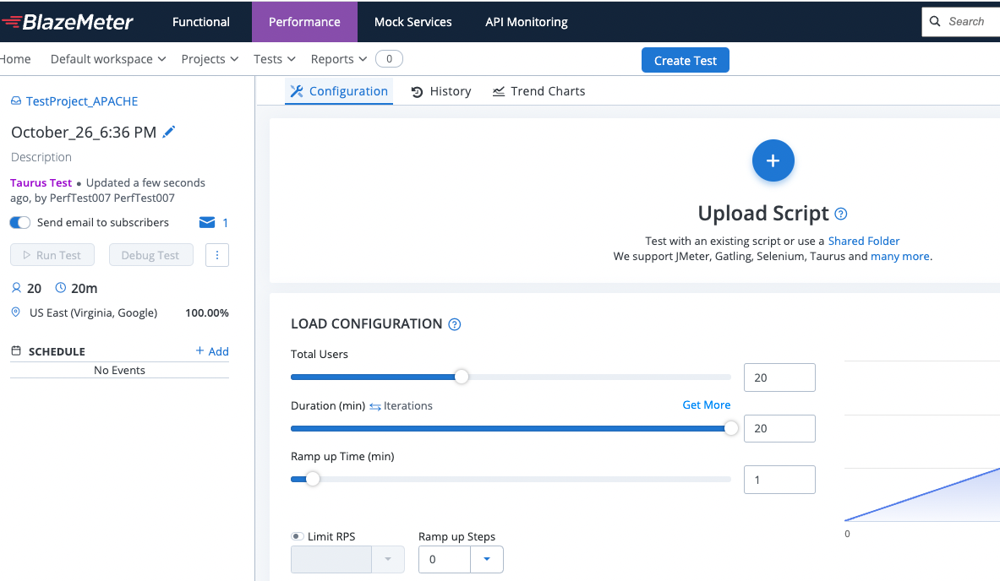 BlazeMeter
Functional
Performance
Mock Services
API Monitoring
Search
Home
Default workspace
Projects
Tests
Reports
0
Create Test
TestProject_APACHE
October_26_6:36 PM
Description
Taurus Test • Updated a few seconds
ago, by PerfTest007 PerfTest007
Send email to subscribers
1
Run Test
Debug Test
20
20m
US East (Virginia, Google)
100.00%
SCHEDULE
+ Add
No Events
Configuration
History
Trend Charts
Upload Script
Test with an existing script or use a Shared Folder
We support JMeter, Gatling, Selenium, Taurus and many more.
LOAD CONFIGURATION
Total Users
20
Duration (min) ⇆ Iterations
Get More
20
Ramp up Time (min)
1
0
Limit RPS
Ramp up Steps
0